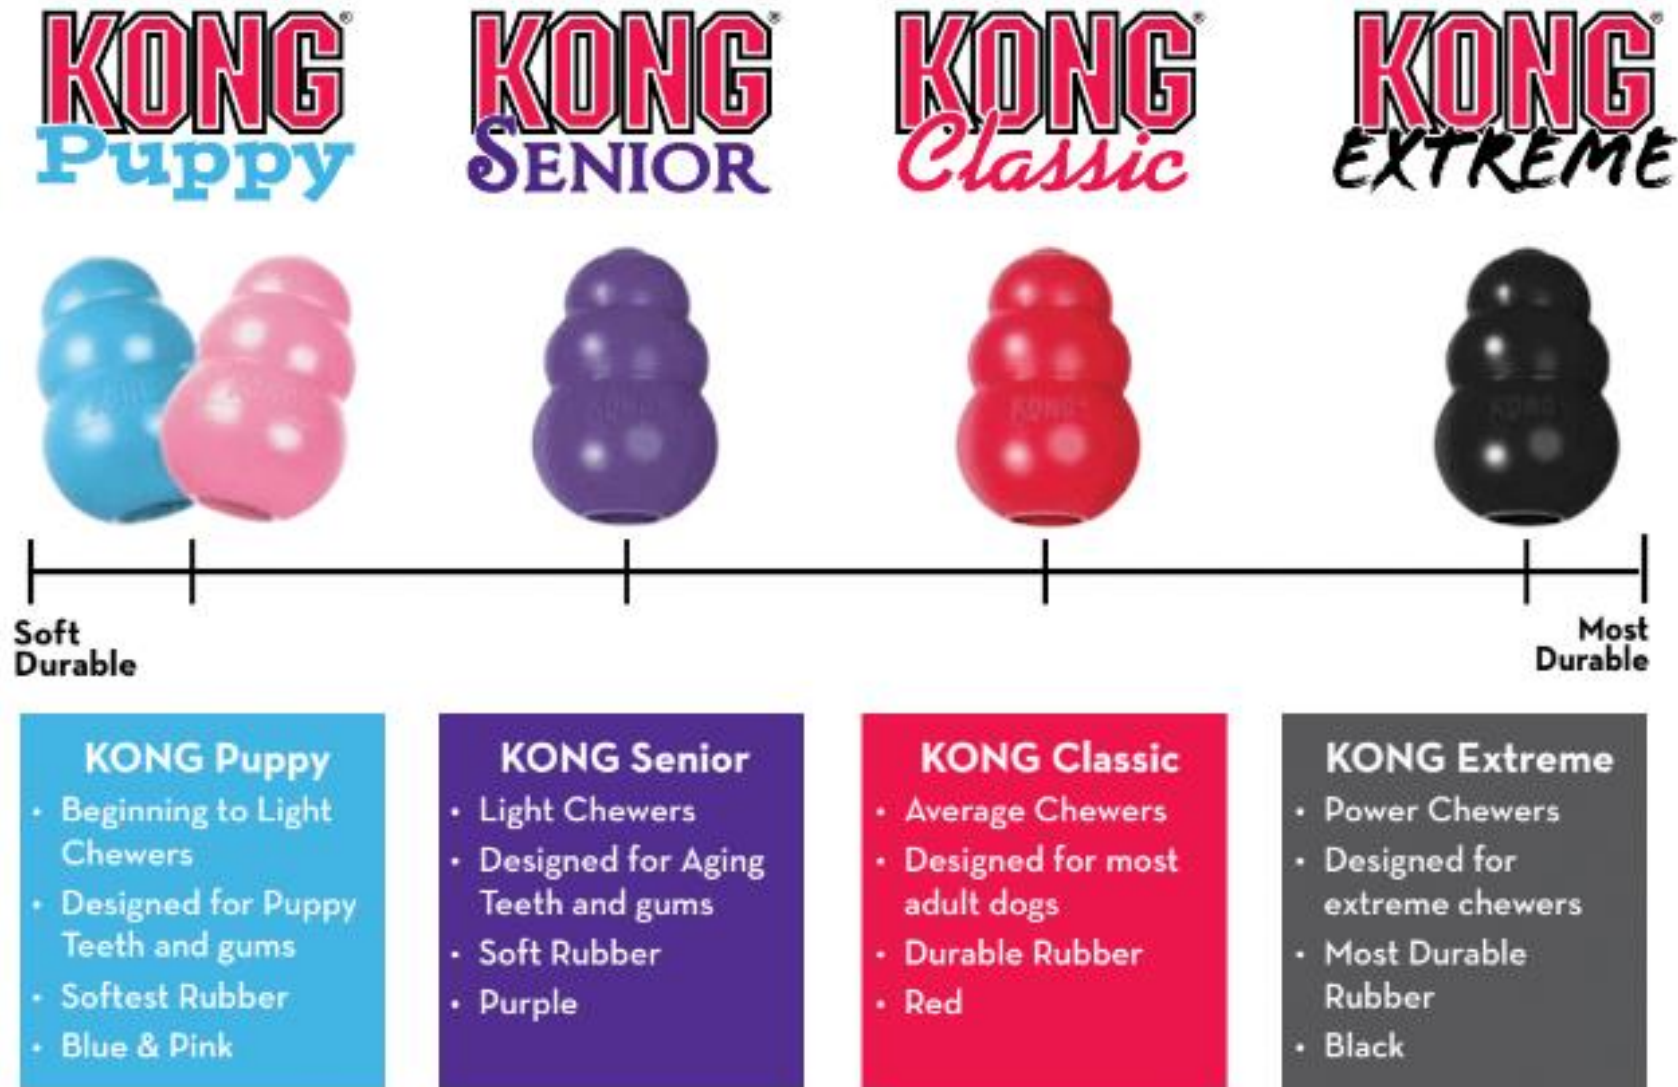 KONG®
Puppy
KONG®
SENIOR
KONG®
Classic
KONG®
EXTREME
KONG
KONG
KONG
Soft
Durable
Most
Durable
KONG Puppy
• Beginning to Light
Chewers
• Designed for Puppy
Teeth and gums
• Softest Rubber
• Blue & Pink
KONG Senior
• Light Chewers
• Designed for Aging
Teeth and gums
• Soft Rubber
• Purple
KONG Classic
• Average Chewers
• Designed for most
adult dogs
• Durable Rubber
• Red
KONG Extreme
• Power Chewers
• Designed for
extreme chewers
• Most Durable
Rubber
• Black